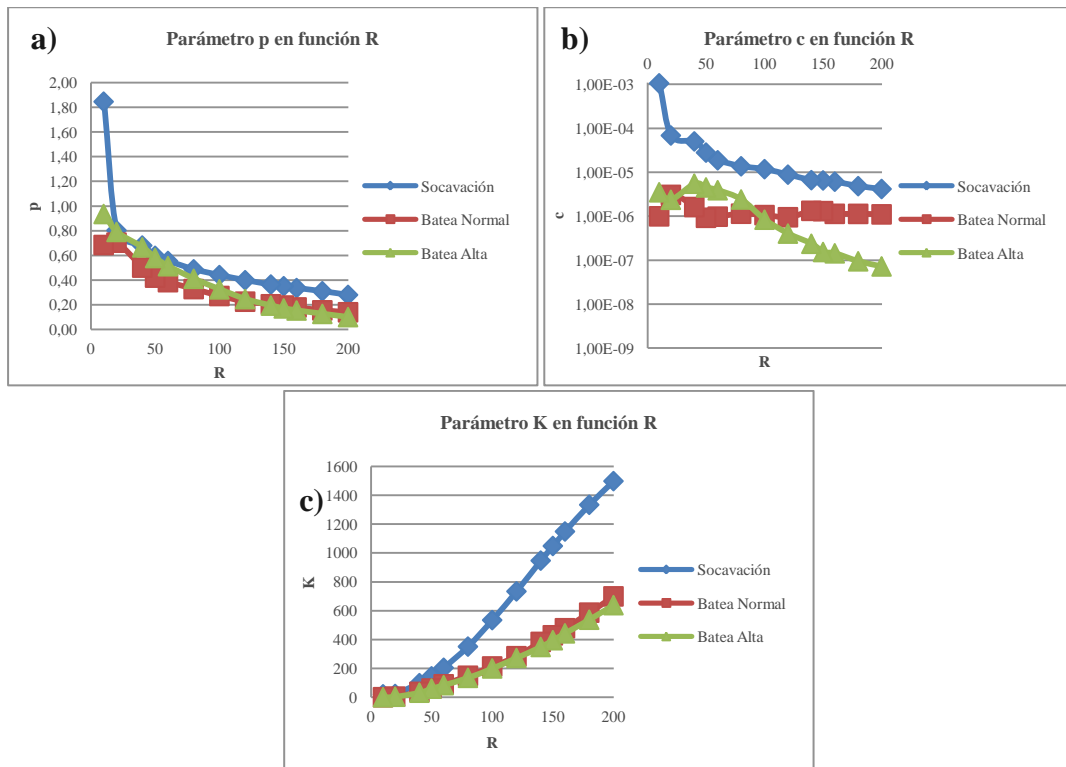 a)
Parámetro p en función R
2,00
1,80
1,60
1,40
1,20
1,00
0,80
0,60
0,40
0,20
0,00
p
0 50 100 150 200
R
Socavación
Batea Normal
Batea Alta
b)
Parámetro c en función R
0 50 100 150 200
1,00E-03
1,00E-04
1,00E-05
1,00E-06
1,00E-07
1,00E-08
1,00E-09
c
R
Socavación
Batea Normal
Batea Alta
Parámetro K en función R
c)
1600
1400
1200
1000
800
600
400
200
0
K
0 50 100 150 200
R
Socavación
Batea Normal
Batea Alta